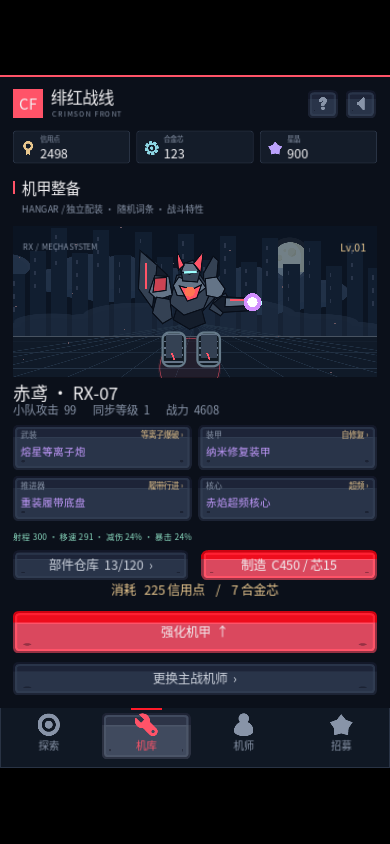 CF
绯红战线
CRIMSON FRONT
?
信用点
2498
合金芯
123
星晶
900
机甲整备
HANGAR / 独立配装 · 随机词条 · 战斗特性
RX / MECHA SYSTEM
Lv.01
赤鸢 · RX-07
小队攻击 99 同步等级 1 战力 4608
武装 等离子爆破 ›
熔星等离子炮
装甲 自修复 ›
纳米修复装甲
推进器 履带行进 ›
重装履带底盘
核心 超频 ›
赤焰超频核心
射程 300 · 移速 291 · 减伤 24% · 暴击 24%
部件仓库 13/120 ›
制造 C450 / 芯15
消耗 225 信用点 / 7 合金芯
强化机甲 ↑
更换主战机师 ›
探索
机库
机师
招募